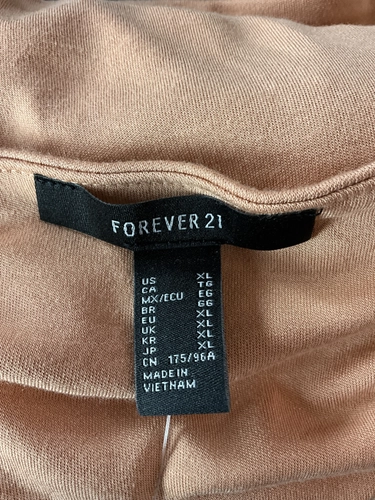 FOREVER 21
US XL
CA TG
MX/ECU EG
BR GG
EU XL
UK XL
KR XL
JP XL
CN 175/96A
MADE IN
VIETNAM